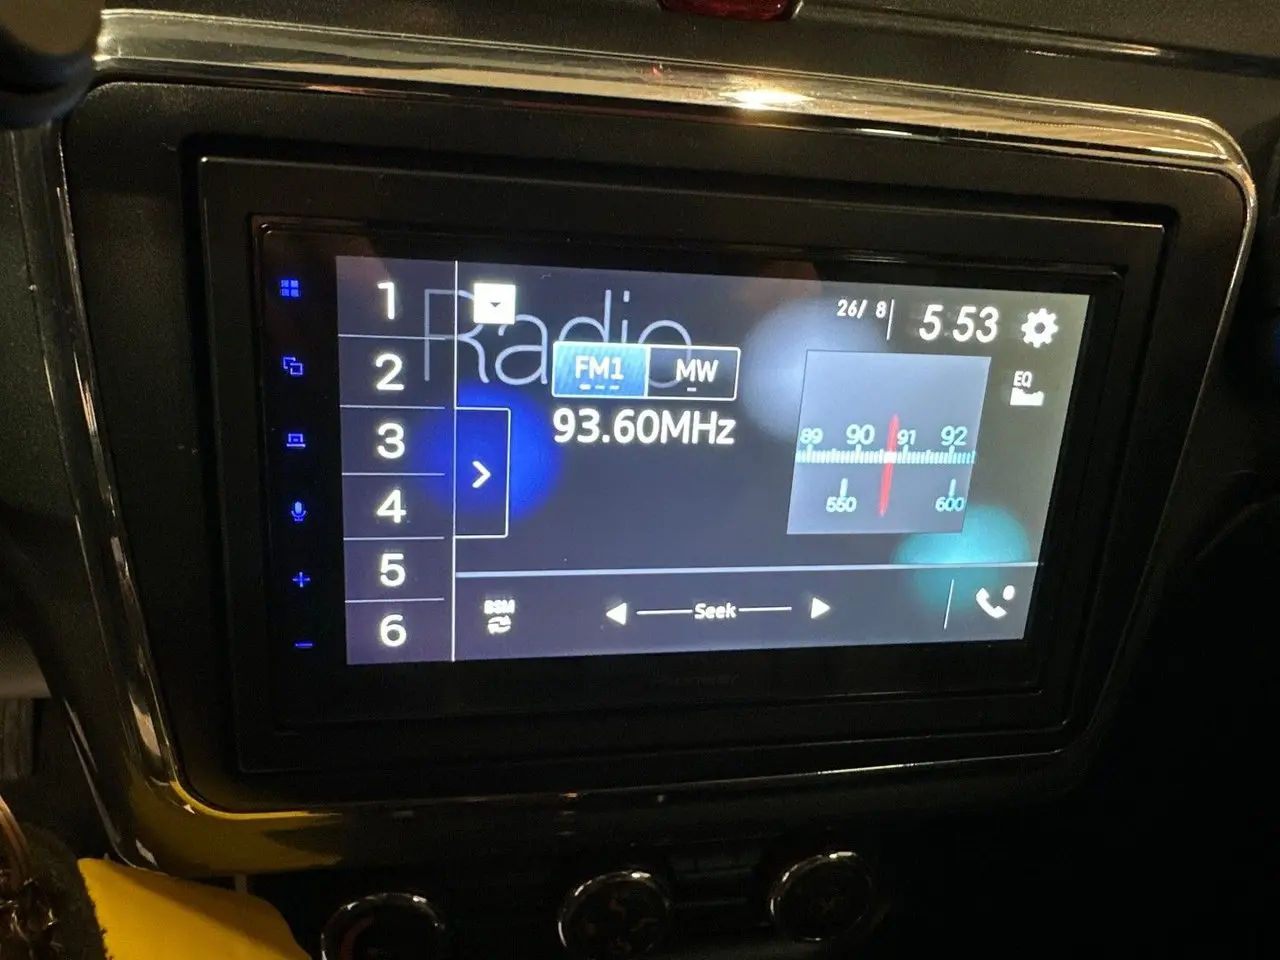 1
2
3
4
5
6
Radio
FM1
MW
93.60MHz
26/ 8
5 53
EQ
89 90 91 92
550 600
BSM
Seek
Pioneer